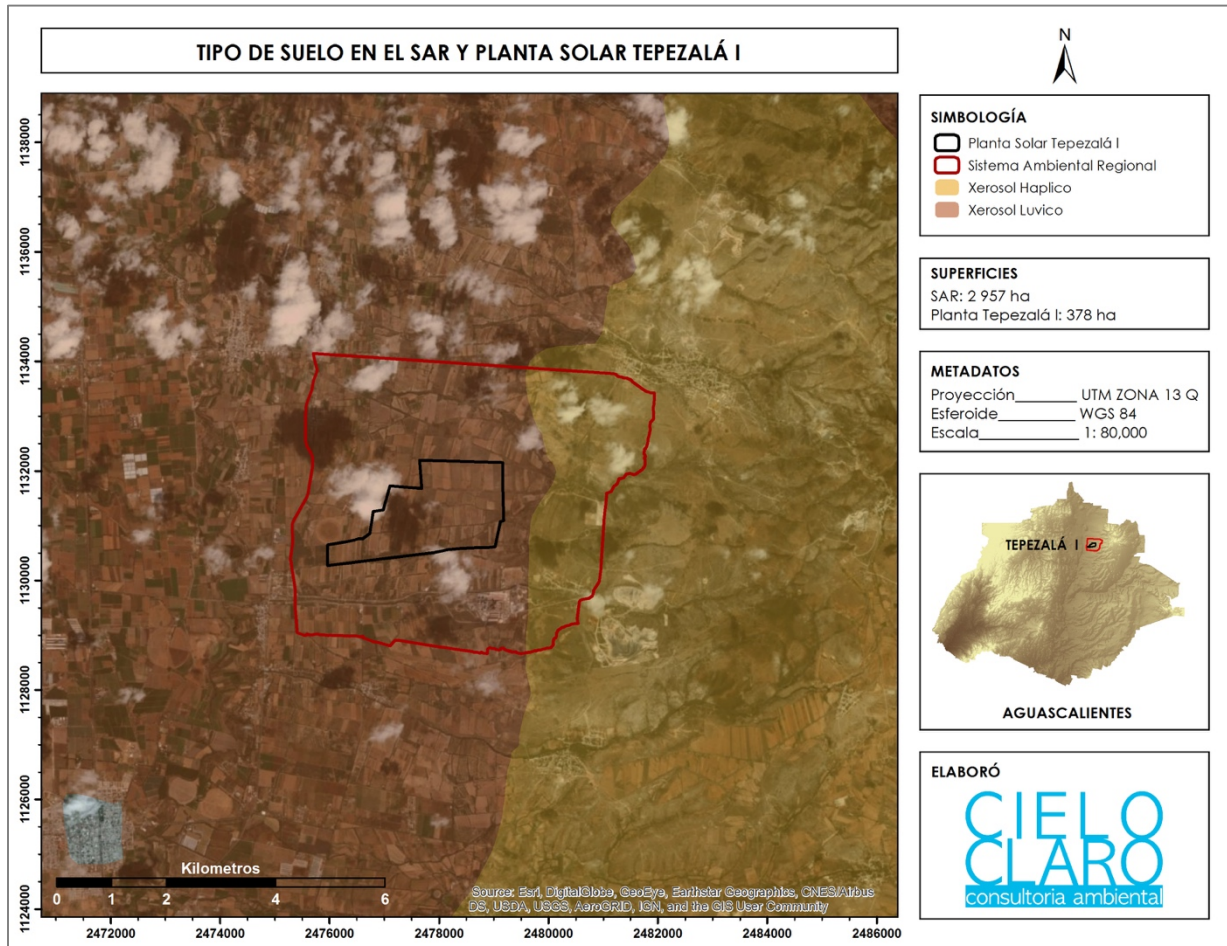 TIPO DE SUELO EN EL SAR Y PLANTA SOLAR TEPEZALÁ I
N
SIMBOLOGÍA
Planta Solar Tepezalá I
Sistema Ambiental Regional
Xerosol Haplico
Xerosol Luvico
SUPERFICIES
SAR: 2 957 ha
Planta Tepezalá I: 378 ha
METADATOS
Proyección______ UTM ZONA 13 Q
Esferoide________ WGS 84
Escala____________ 1: 80,000
TEPEZALÁ I
AGUASCALIENTES
ELABORÓ
CIELO
CLARO
consultoria ambiental
1138000
1136000
1134000
1132000
1130000
1128000
1126000
1124000
Kilometros
0 1 2 4 6
Source: Esri, DigitalGlobe, GeoEye, Earthstar Geographics, CNES/Airbus
DS, USDA, USGS, AeroGRID, IGN, and the GIS User Community
2472000 2474000 2476000 2478000 2480000 2482000 2484000 2486000